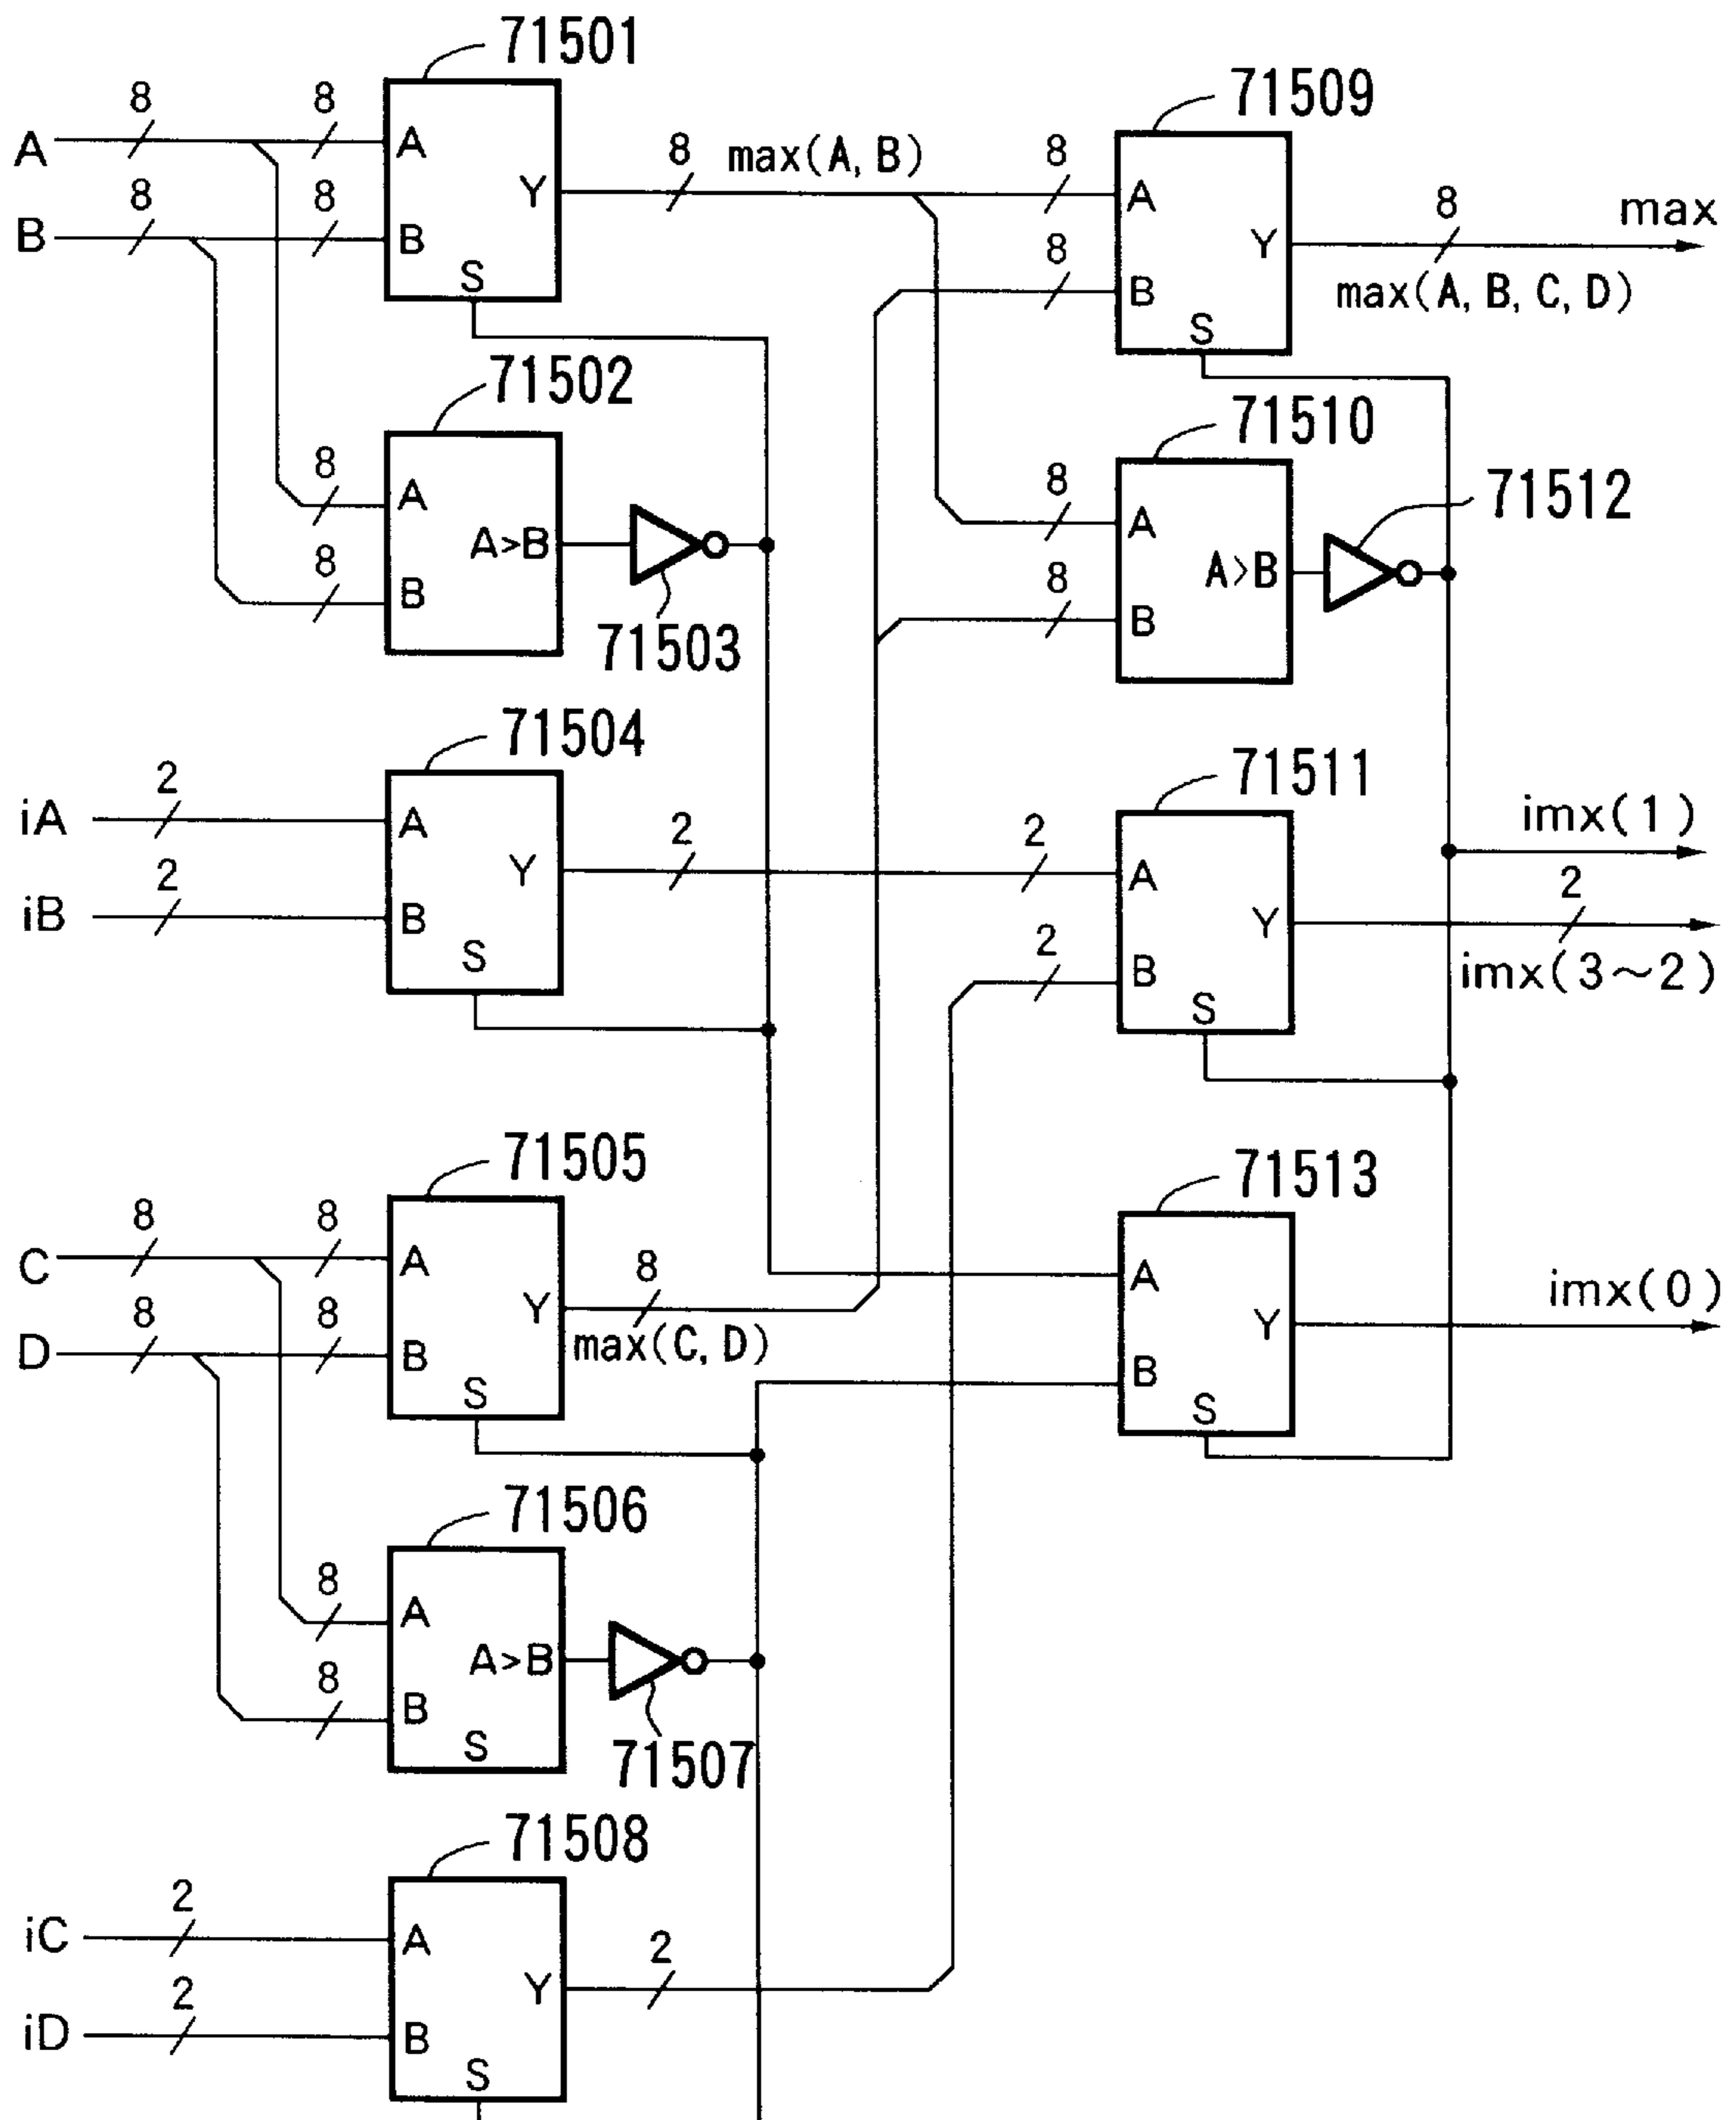 71501
8
8
A
A
8
8
B
B
Y
S
8
max(A, B)
71509
8
A
8
B
Y
S
8
max
max(A, B, C, D)
71502
8
A
8
B
A>B
71503
71510
8
A
8
B
A>B
71512
71504
iA
2
A
iB
2
B
Y
S
2
71511
2
A
2
B
Y
S
imx(1)
2
imx(3~2)
71505
C
8
8
A
D
8
8
B
Y
S
8
max(C, D)
71513
A
B
Y
S
imx(0)
71506
8
A
8
B
A>B
S
71507
71508
iC
2
A
iD
2
B
Y
S
2